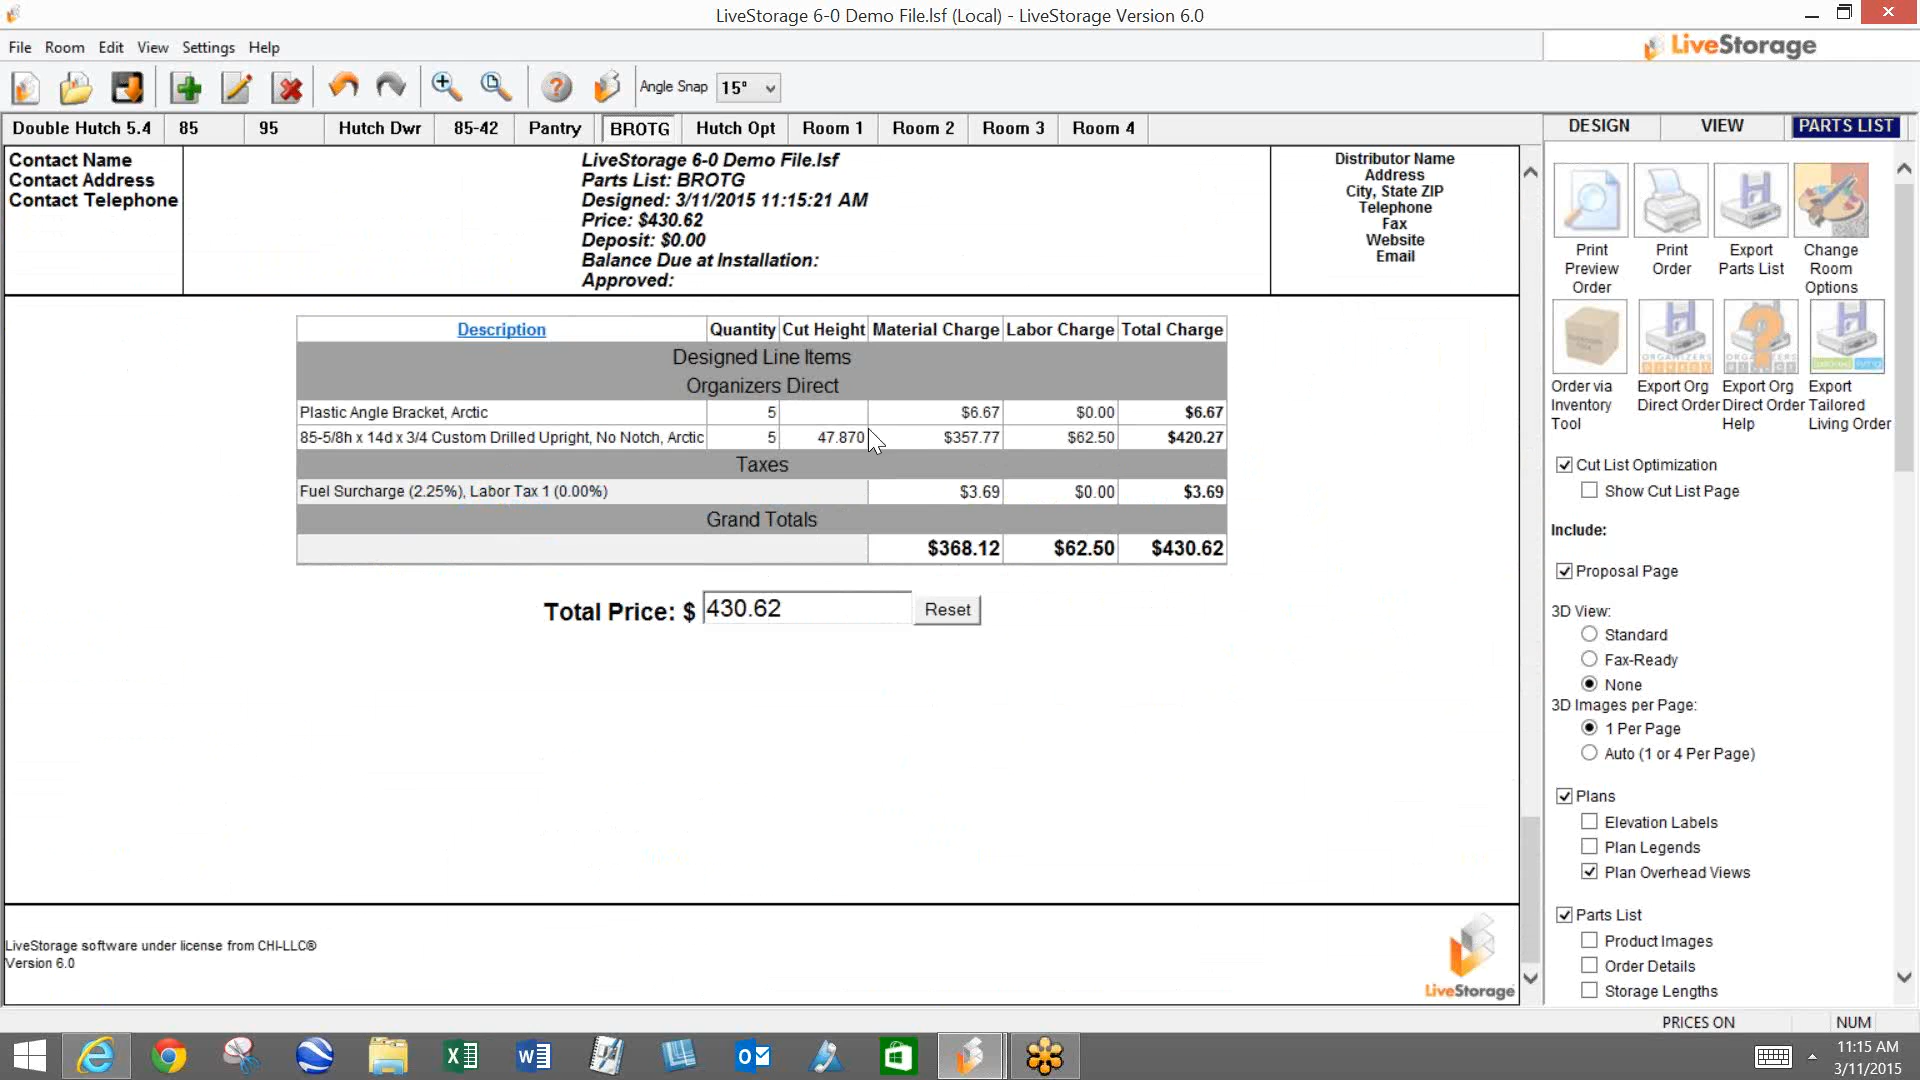 LiveStorage 6-0 Demo File.lsf (Local) - LiveStorage Version 6.0
File Room Edit View Settings Help
LiveStorage
Angle Snap 15°
Double Hutch 5.4 85 95 Hutch Dwr 85-42 Pantry BROTG Hutch Opt Room 1 Room 2 Room 3 Room 4
DESIGN VIEW PARTS LIST
Contact Name
Contact Address
Contact Telephone
LiveStorage 6-0 Demo File.lsf
Parts List: BROTG
Designed: 3/11/2015 11:15:21 AM
Price: $430.62
Deposit: $0.00
Balance Due at Installation:
Approved:
Distributor Name
Address
City, State ZIP
Telephone
Fax
Website
Email
Description Quantity Cut Height Material Charge Labor Charge Total Charge
Designed Line Items
Organizers Direct
Plastic Angle Bracket, Arctic 5 $6.67 $0.00 $6.67
85-5/8h x 14d x 3/4 Custom Drilled Upright, No Notch, Arctic 5 47.870 $357.77 $62.50 $420.27
Taxes
Fuel Surcharge (2.25%), Labor Tax 1 (0.00%) $3.69 $0.00 $3.69
Grand Totals
$368.12 $62.50 $430.62
Total Price: $ 430.62 Reset
LiveStorage software under license from CHI-LLC®
Version 6.0
LiveStorage
Print Preview Order
Print Order
Export Parts List
Change Room Options
Order via Inventory Tool
Export Org Direct Order
Export Org Direct Order Help
Export Tailored Living Order
Cut List Optimization
Show Cut List Page
Include:
Proposal Page
3D View:
Standard
Fax-Ready
None
3D Images per Page:
1 Per Page
Auto (1 or 4 Per Page)
Plans
Elevation Labels
Plan Legends
Plan Overhead Views
Parts List
Product Images
Order Details
Storage Lengths
PRICES ON NUM
11:15 AM
3/11/2015